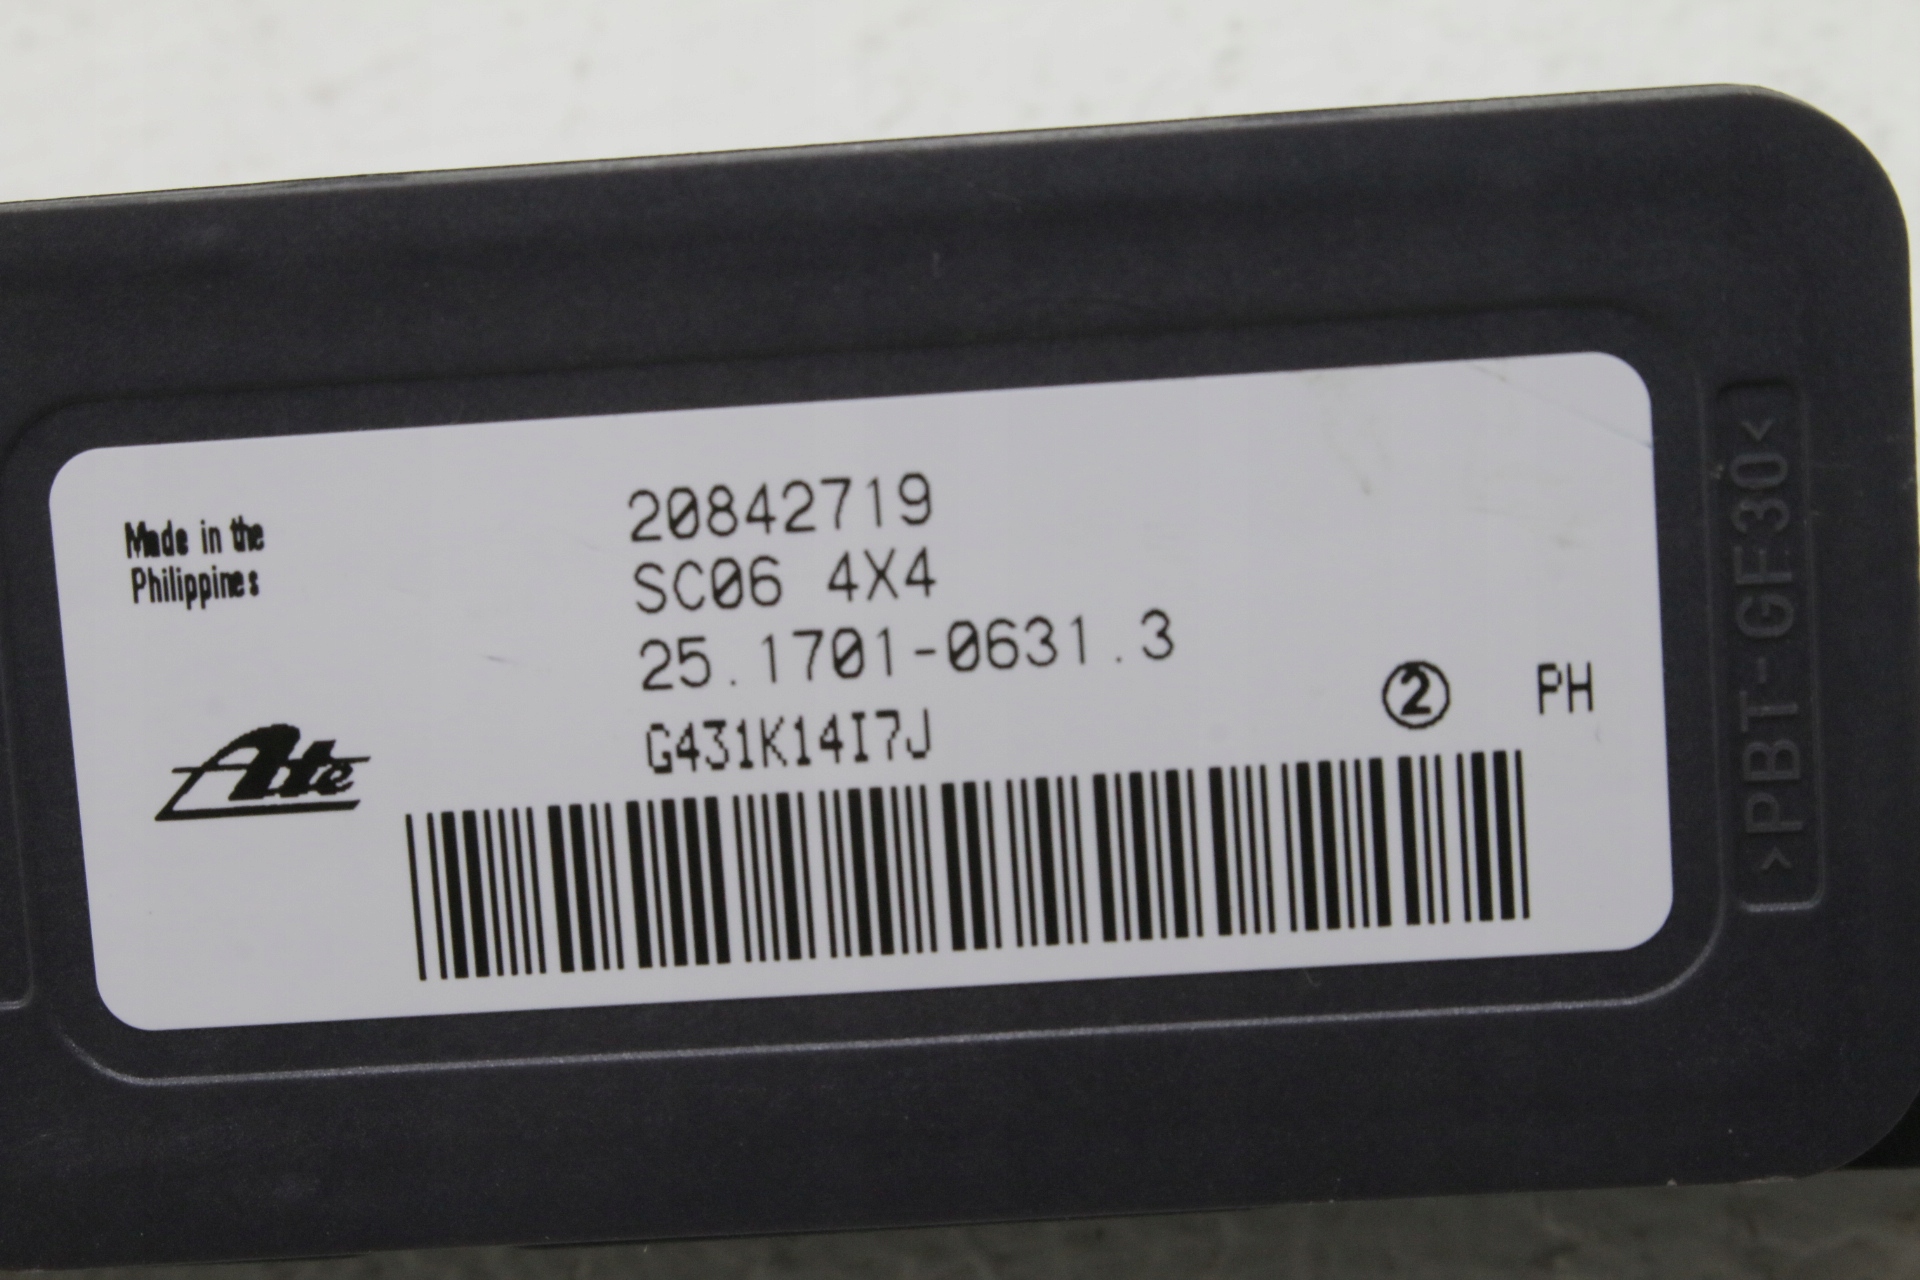 Made in the
Philippines
20842719
SC06 4X4
25.1701-0631.3
G431K14I7J
2 PH
Ate
>PBT-GF30<